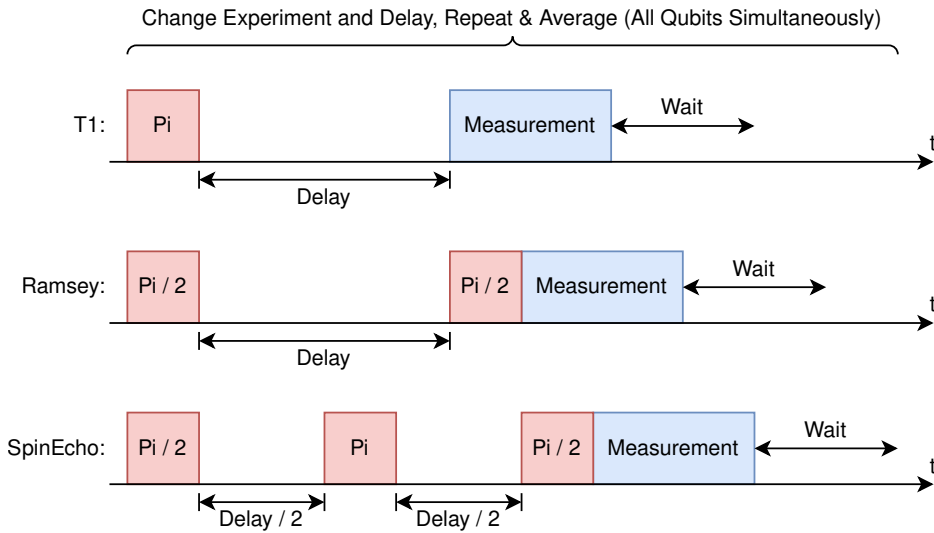 Change Experiment and Delay, Repeat & Average (All Qubits Simultaneously)
T1:
Pi
Measurement
Wait
t
Delay
Ramsey:
Pi / 2
Pi / 2
Measurement
Wait
t
Delay
SpinEcho:
Pi / 2
Pi
Pi / 2
Measurement
Wait
t
Delay / 2
Delay / 2